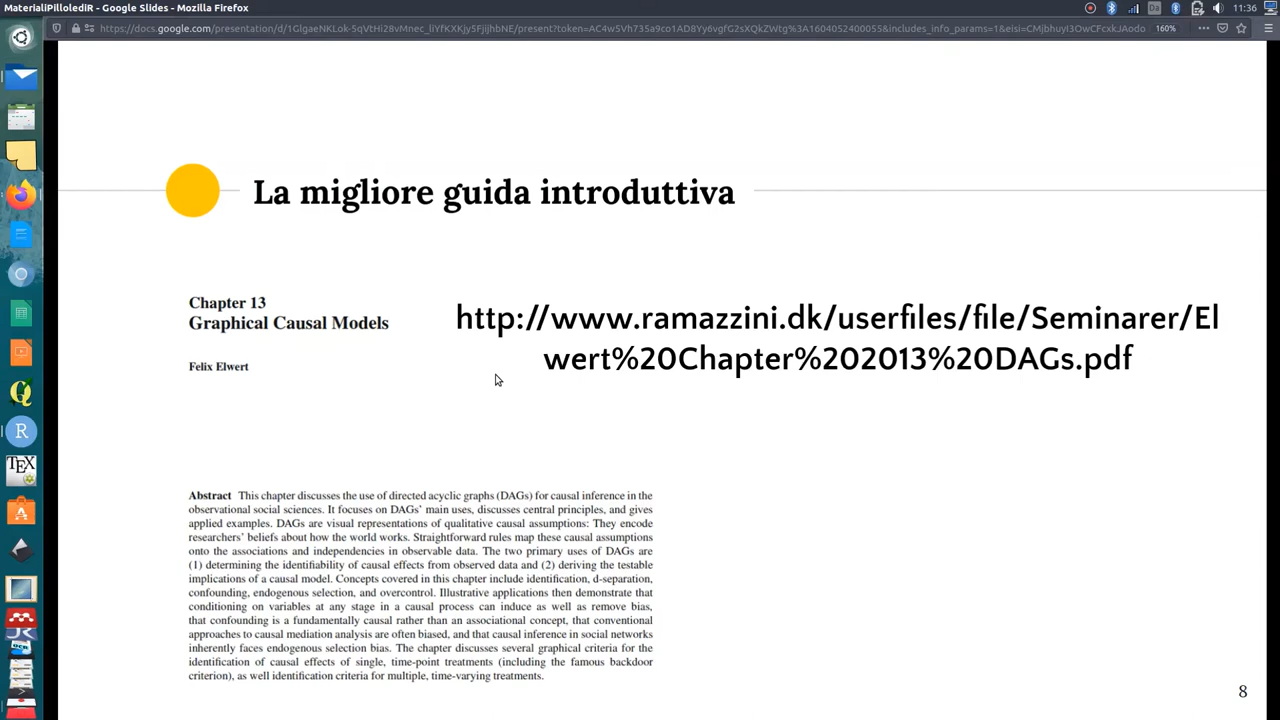 MaterialiPillolediR - Google Slides - Mozilla Firefox
11:36
160%
La migliore guida introduttiva
Chapter 13
Graphical Causal Models
Felix Elwert
http://www.ramazzini.dk/userfiles/file/Seminarer/El
wert%20Chapter%202013%20DAGs.pdf
Abstract This chapter discusses the use of directed acyclic graphs (DAGs) for causal inference in the
observational social sciences. It focuses on DAGs' main uses, discusses central principles, and gives
applied examples. DAGs are visual representations of qualitative causal assumptions: They encode
researchers' beliefs about how the world works. Straightforward rules map these causal assumptions
onto the associations and independencies in observable data. The two primary uses of DAGs are
(1) determining the identifiability of causal effects from observed data and (2) deriving the testable
implications of a causal model. Concepts covered in this chapter include identification, d-separation,
confounding, endogenous selection, and overcontrol. Illustrative applications then demonstrate that
conditioning on variables at any stage in a causal process can induce as well as remove bias,
that confounding is a fundamentally causal rather than an associational concept, that conventional
approaches to causal mediation analysis are often biased, and that causal inference in social networks
inherently faces endogenous selection bias. The chapter discusses several graphical criteria for the
identification of causal effects of single, time-point treatments (including the famous backdoor
criterion), as well identification criteria for multiple, time-varying treatments.
8